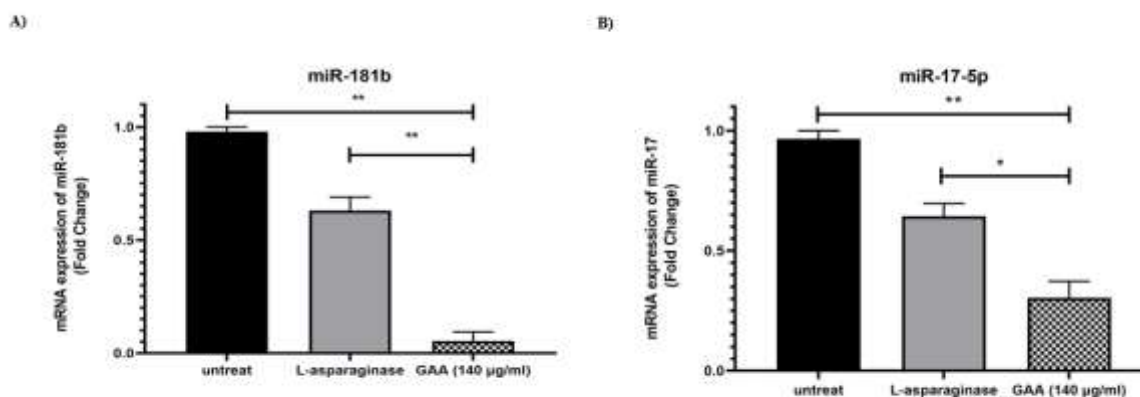 A)
B)
miR-181b
mRNA expression of miR-181b
(Fold Change)
1.0
0.5
0.0
**
**
untreat
L-asparaginase
GAA (140 µg/ml)
miR-17-5p
mRNA expression of miR-17
(Fold Change)
1.0
0.5
0.0
**
*
untreat
L-asparaginase
GAA (140 µg/ml)